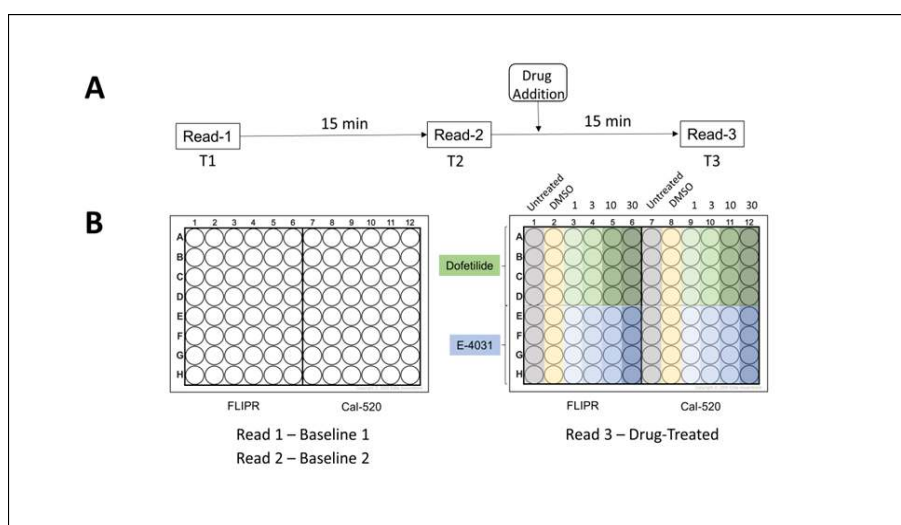 A
Drug
Addition
15 min
15 min
Read-1
Read-2
Read-3
T1
T2
T3
B
Untreated
DMSO
1 3 10 30
Untreated
DMSO
1 3 10 30
1 2 3 4 5 6 7 8 9 10 11 12
1 2 3 4 5 6 7 8 9 10 11 12
A
B
C
D
E
F
G
H
Dofetilide
E-4031
A
B
C
D
E
F
G
H
FLIPR Cal-520
FLIPR Cal-520
Read 1 – Baseline 1
Read 2 – Baseline 2
Read 3 – Drug-Treated